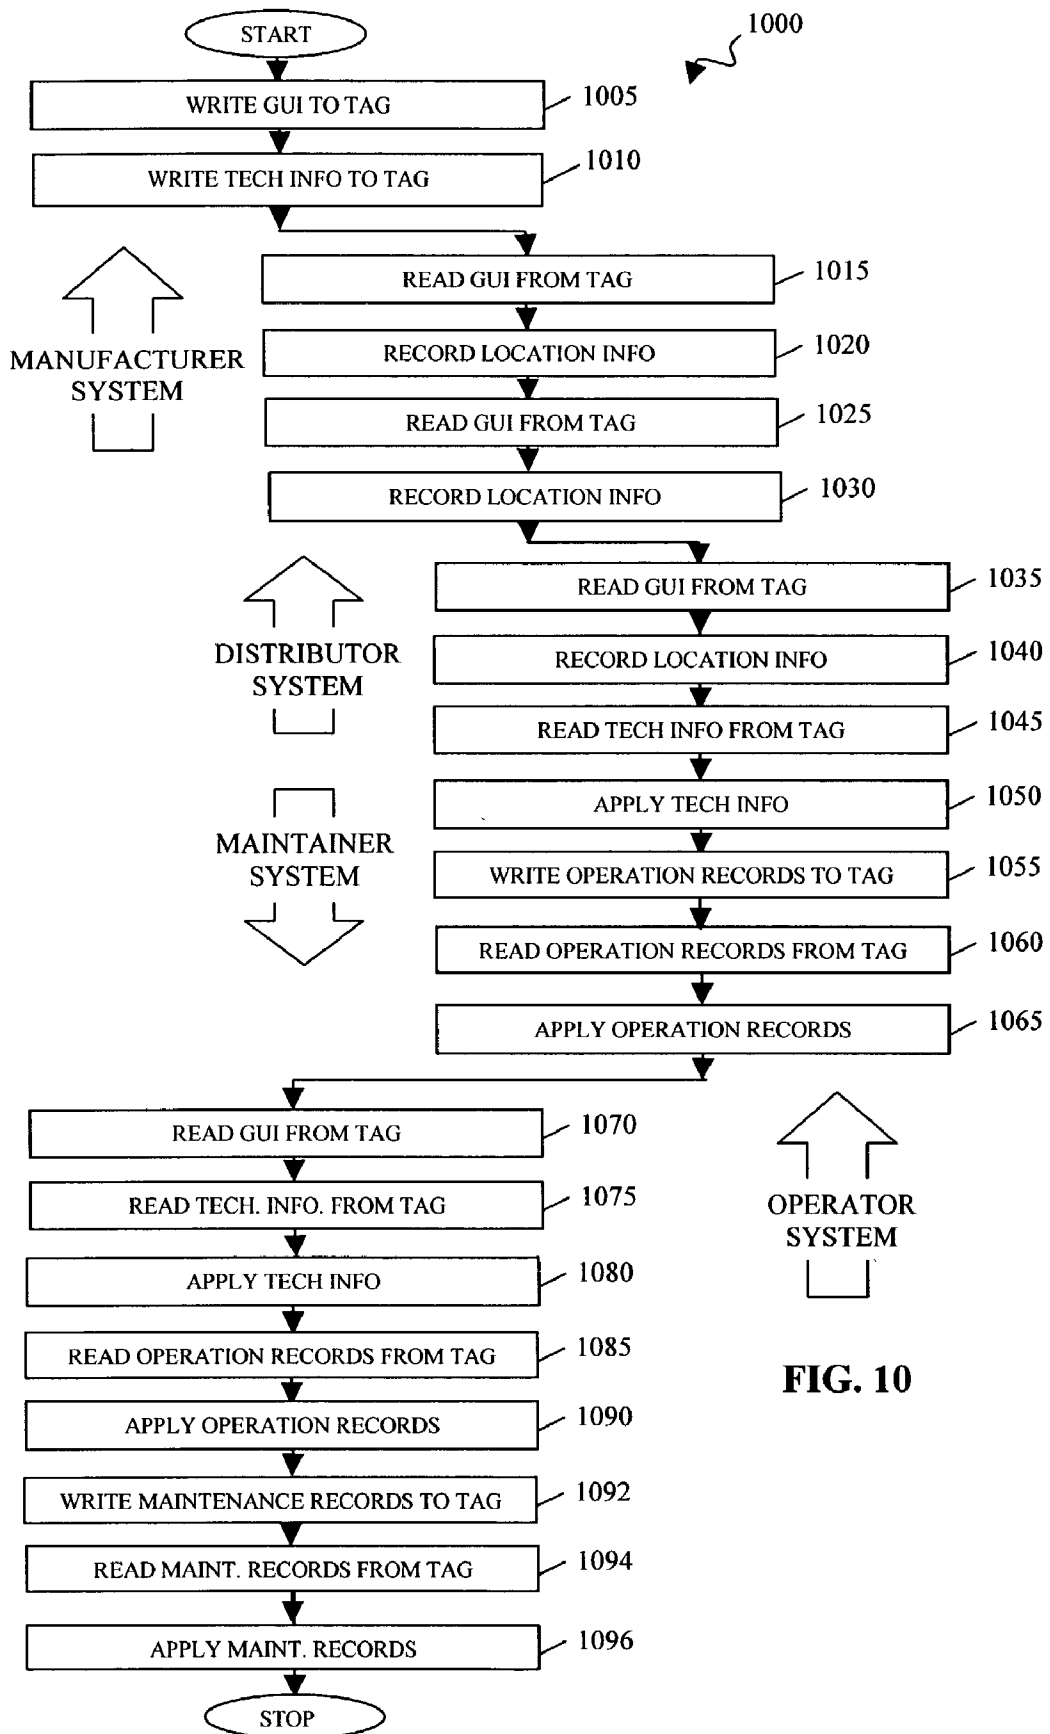 START
1000
WRITE GUI TO TAG
1005
WRITE TECH INFO TO TAG
1010
READ GUI FROM TAG
1015
MANUFACTURER
SYSTEM
RECORD LOCATION INFO
1020
READ GUI FROM TAG
1025
RECORD LOCATION INFO
1030
READ GUI FROM TAG
1035
DISTRIBUTOR
SYSTEM
RECORD LOCATION INFO
1040
READ TECH INFO FROM TAG
1045
APPLY TECH INFO
1050
MAINTAINER
SYSTEM
WRITE OPERATION RECORDS TO TAG
1055
READ OPERATION RECORDS FROM TAG
1060
APPLY OPERATION RECORDS
1065
READ GUI FROM TAG
1070
READ TECH. INFO. FROM TAG
1075
OPERATOR
SYSTEM
APPLY TECH INFO
1080
READ OPERATION RECORDS FROM TAG
1085
FIG. 10
APPLY OPERATION RECORDS
1090
WRITE MAINTENANCE RECORDS TO TAG
1092
READ MAINT. RECORDS FROM TAG
1094
APPLY MAINT. RECORDS
1096
STOP